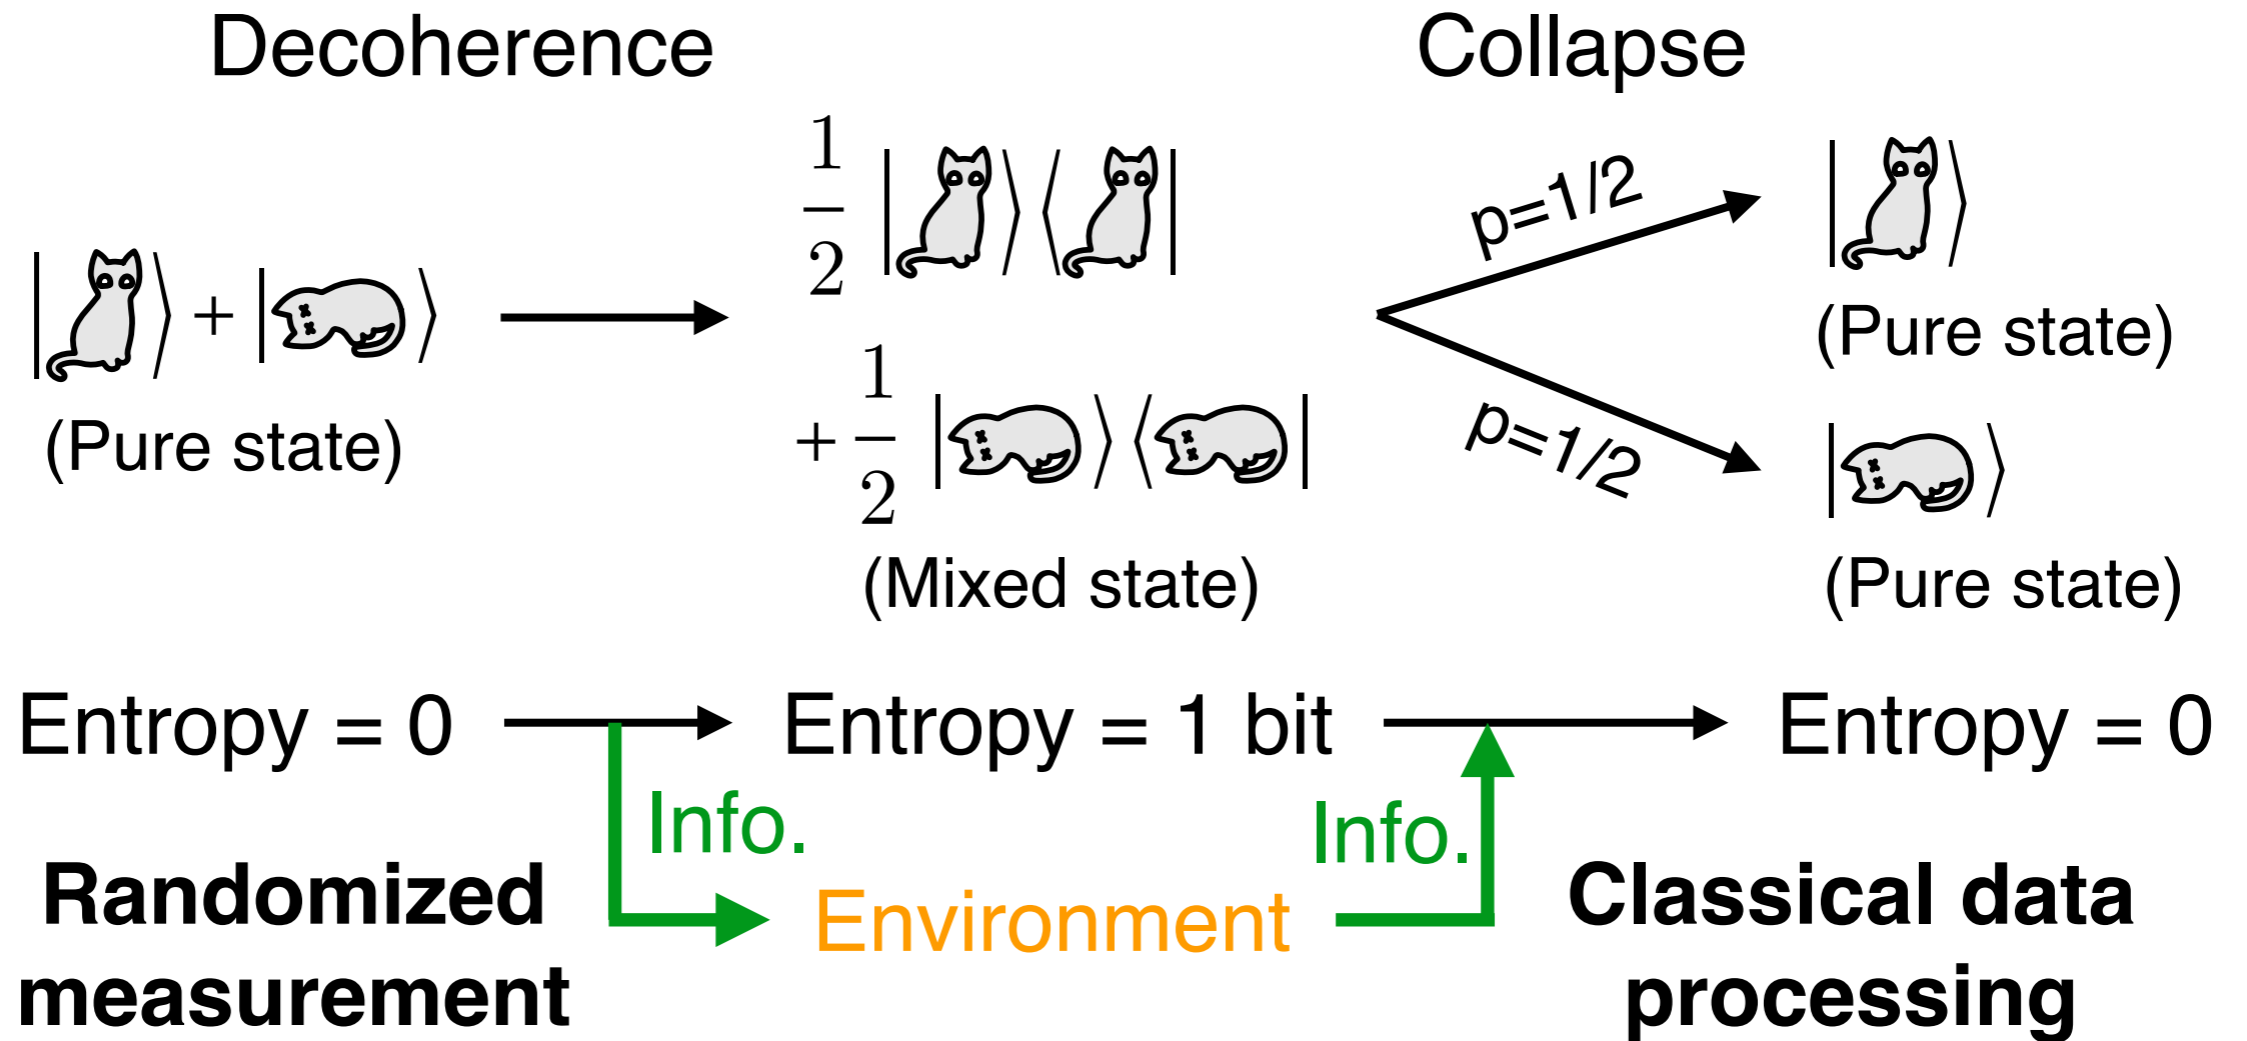 Decoherence
Collapse
1/2 | ⟩⟨ |
| ⟩ + | ⟩
+ 1/2 | ⟩⟨ |
(Pure state)
(Mixed state)
p=1/2
| ⟩
(Pure state)
p=1/2
| ⟩
(Pure state)
Entropy = 0
Entropy = 1 bit
Entropy = 0
Info.
Info.
Environment
Randomized
measurement
Classical data
processing